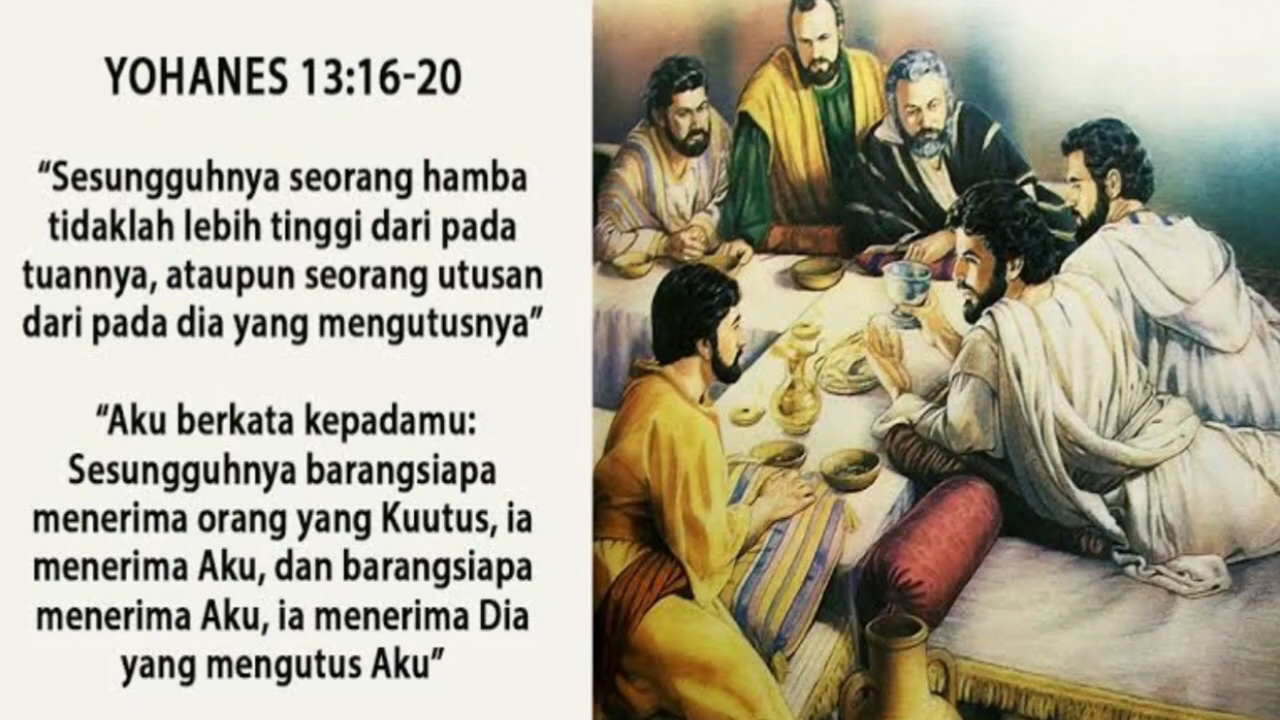 YOHANES 13:16-20
“Sesungguhnya seorang hamba
tidaklah lebih tinggi dari pada
tuannya, ataupun seorang utusan
dari pada dia yang mengutusnya”
“Aku berkata kepadamu:
Sesungguhnya barangsiapa
menerima orang yang Kuutus, ia
menerima Aku, dan barangsiapa
menerima Aku, ia menerima Dia
yang mengutus Aku”